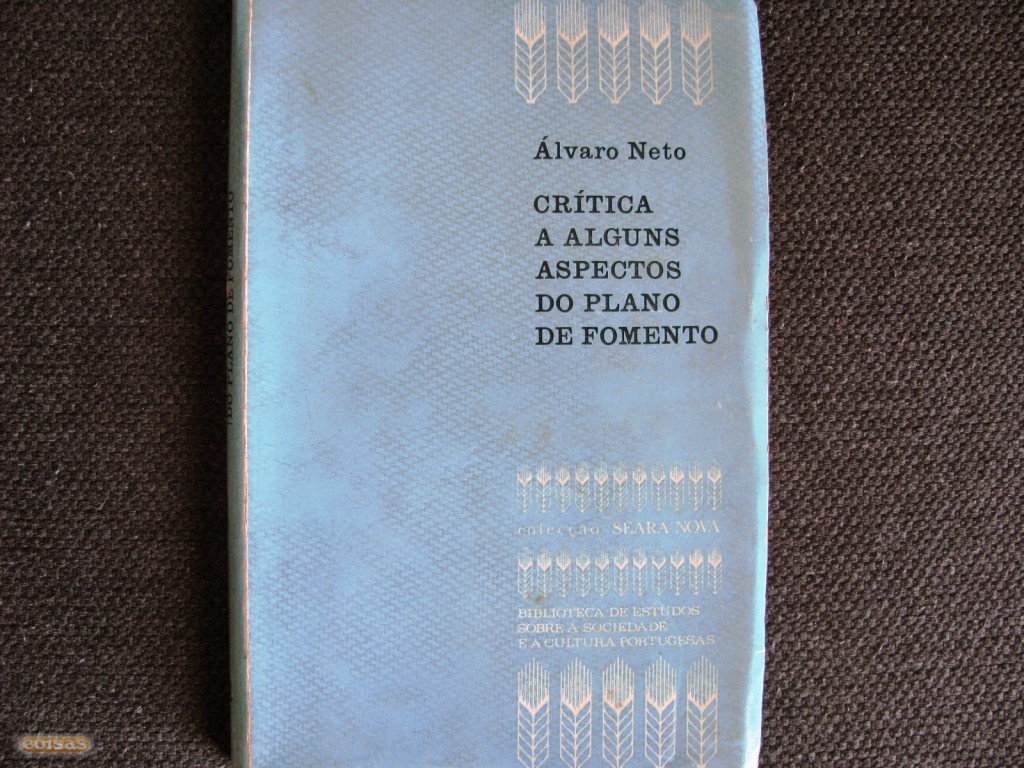 Álvaro Neto
CRÍTICA
A ALGUNS
ASPECTOS
DO PLANO
DE FOMENTO
colecção SEARA NOVA
BIBLIOTECA DE ESTUDOS
SOBRE A SOCIEDADE
E A CULTURA PORTUGESAS
DO PLANO DE FOMENTO
coisas